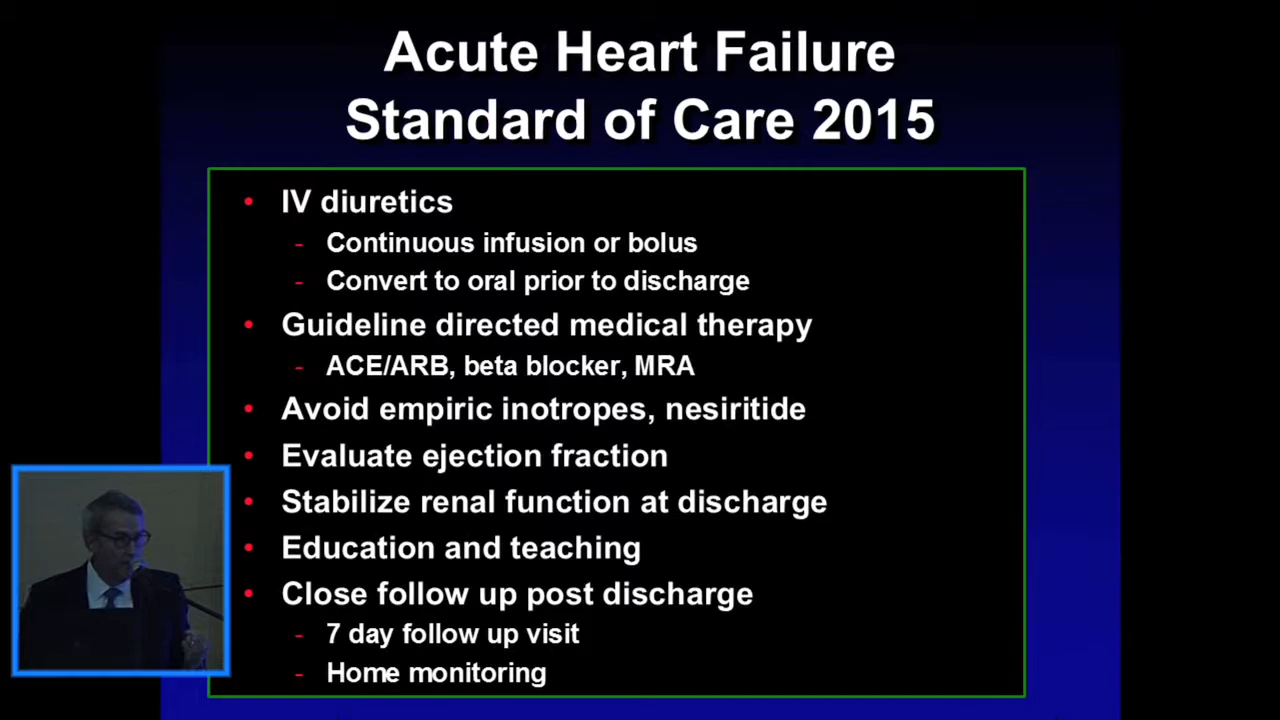 Acute Heart Failure
Standard of Care 2015
• IV diuretics
- Continuous infusion or bolus
- Convert to oral prior to discharge
• Guideline directed medical therapy
- ACE/ARB, beta blocker, MRA
• Avoid empiric inotropes, nesiritide
• Evaluate ejection fraction
• Stabilize renal function at discharge
• Education and teaching
• Close follow up post discharge
- 7 day follow up visit
- Home monitoring